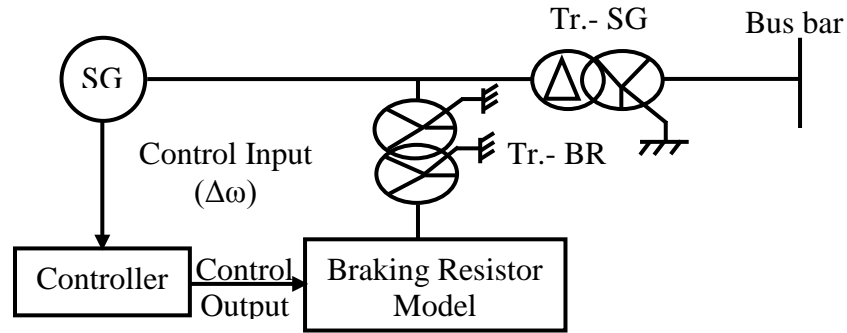 Tr.- SG
Bus bar
SG
Control Input
(Δω)
Tr.- BR
Controller
Control
Output
Braking Resistor
Model